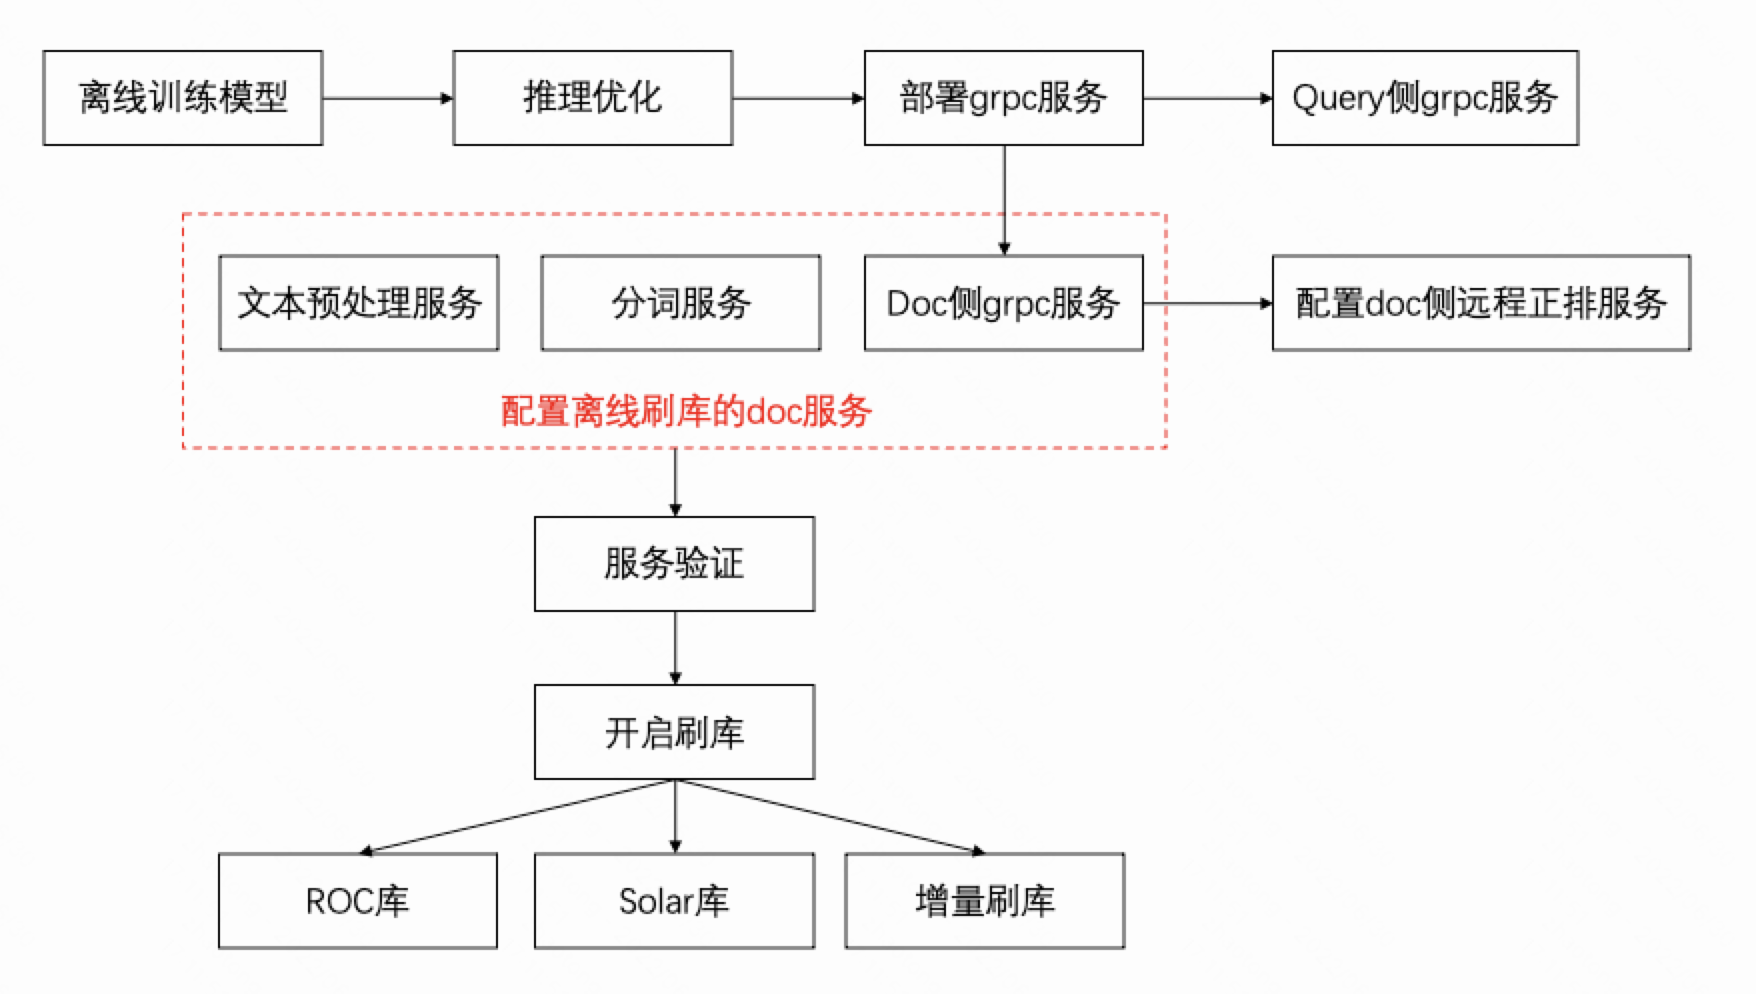 离线训练模型
推理优化
部署grpc服务
Query侧grpc服务
文本预处理服务
分词服务
Doc侧grpc服务
配置doc侧远程正排服务
配置离线刷库的doc服务
服务验证
开启刷库
ROC库
Solar库
增量刷库